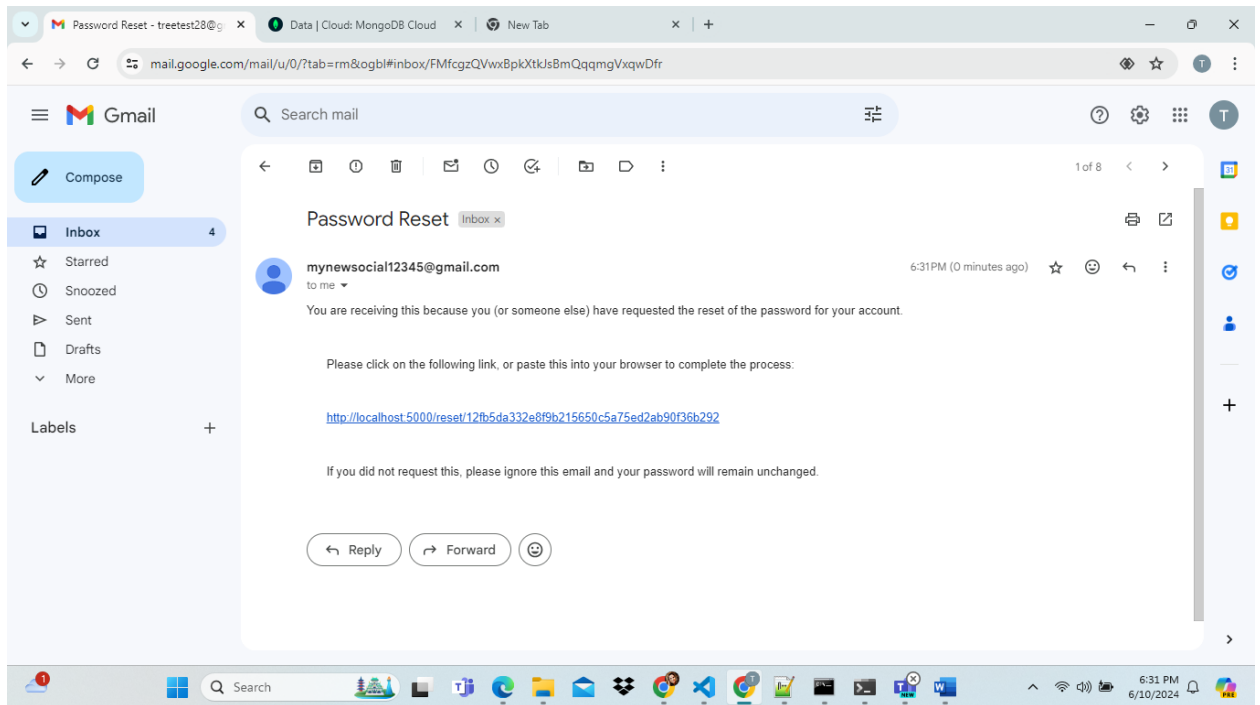 Password Reset - treetest28@g
Data | Cloud: MongoDB Cloud
New Tab
mail.google.com/mail/u/0/?tab=rm&ogbl#inbox/FMfcgzQVwxBpkXtkJsBmQqqmgVxqwDfr
T
Gmail
Search mail
T
Compose
1 of 8
31
Password Reset
Inbox ×
Inbox 4
Starred
Snoozed
Sent
Drafts
More
Labels
mynewsocial12345@gmail.com
6:31 PM (0 minutes ago)
to me
You are receiving this because you (or someone else) have requested the reset of the password for your account.
Please click on the following link, or paste this into your browser to complete the process:
http://localhost:5000/reset/12fb5da332e8f9b215650c5a75ed2ab90f36b292
If you did not request this, please ignore this email and your password will remain unchanged.
Reply
Forward
1
Search
NEW
6:31 PM
6/10/2024
PRE